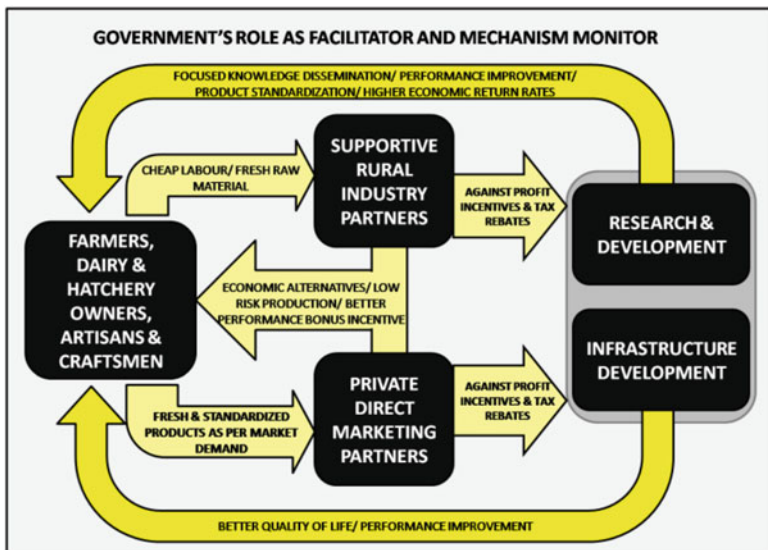 GOVERNMENT'S ROLE AS FACILITATOR AND MECHANISM MONITOR
FOCUSED KNOWLEDGE DISSEMINATION/ PERFORMANCE IMPROVEMENT/
PRODUCT STANDARDIZATION/ HIGHER ECONOMIC RETURN RATES
CHEAP LABOUR/ FRESH RAW
MATERIAL
SUPPORTIVE
RURAL
INDUSTRY
PARTNERS
AGAINST PROFIT
INCENTIVES & TAX
REBATES
RESEARCH &
DEVELOPMENT
FARMERS,
DAIRY &
HATCHERY
OWNERS,
ARTISANS &
CRAFTSMEN
ECONOMIC ALTERNATIVES/ LOW
RISK PRODUCTION/ BETTER
PERFORMANCE BONUS INCENTIVE
INFRASTRUCTURE
DEVELOPMENT
FRESH & STANDARDIZED
PRODUCTS AS PER MARKET
DEMAND
PRIVATE
DIRECT
MARKETING
PARTNERS
AGAINST PROFIT
INCENTIVES & TAX
REBATES
BETTER QUALITY OF LIFE/ PERFORMANCE IMPROVEMENT